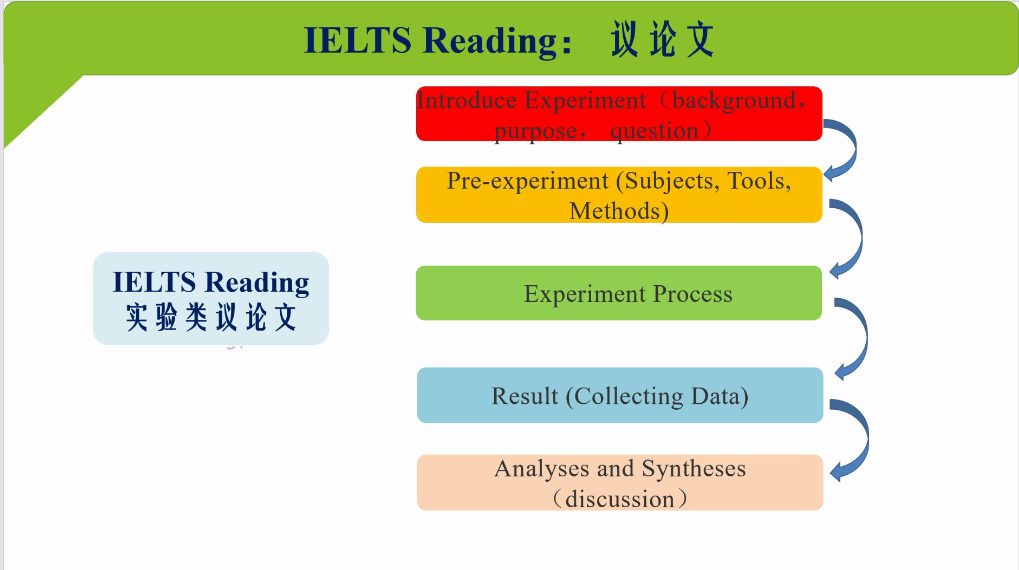 IELTS Reading： 议论文
Introduce Experiment（background，
purpose， question）
Pre-experiment (Subjects, Tools,
Methods)
IELTS Reading
实验类议论文
Experiment Process
Result (Collecting Data)
Analyses and Syntheses
（discussion）